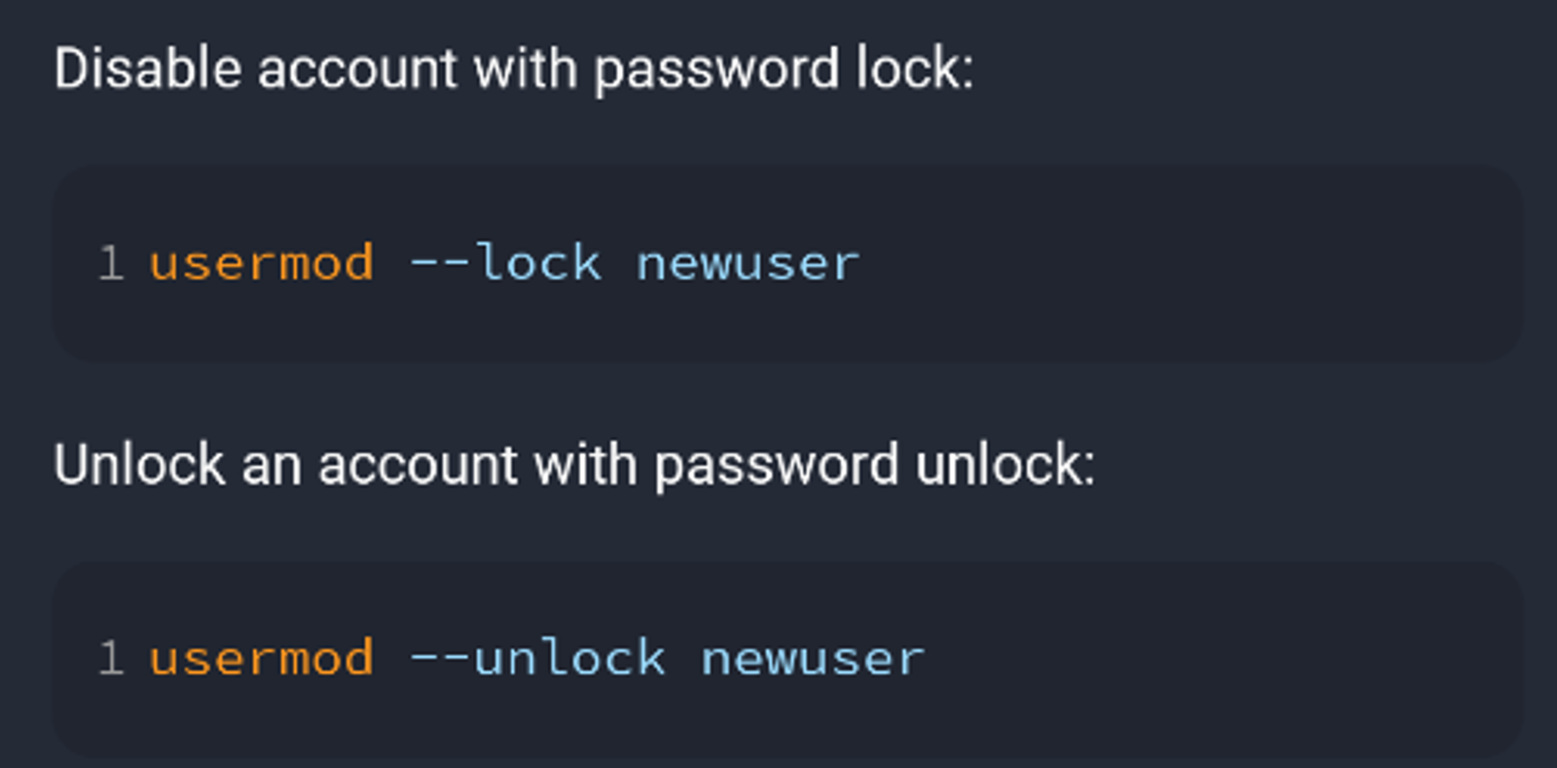 Disable account with password lock:
1 usermod --lock newuser
Unlock an account with password unlock:
1 usermod --unlock newuser